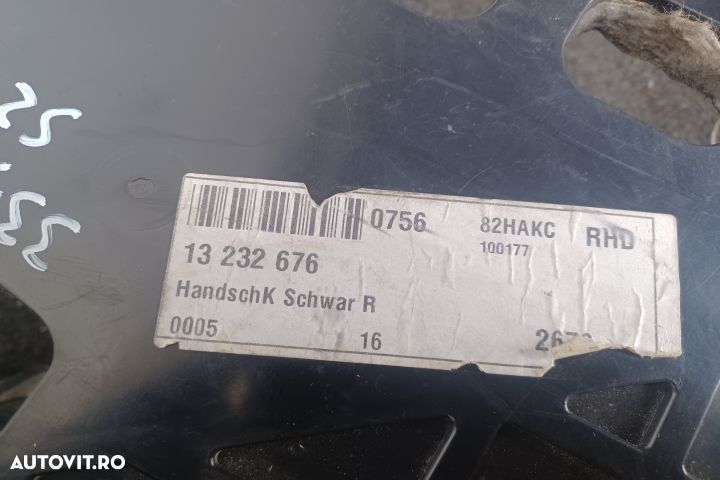 0756 82HAKC RHD
100177
13 232 676
HandschK Schwar R
0005 16
AUTOVIT.RO